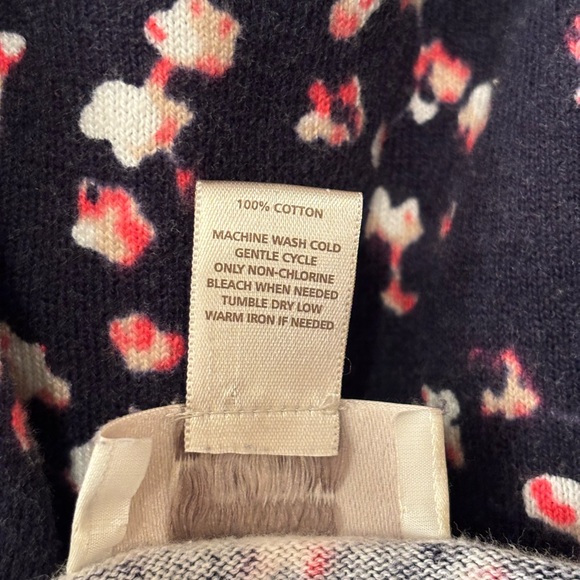 100% COTTON
MACHINE WASH COLD
GENTLE CYCLE
ONLY NON-CHLORINE
BLEACH WHEN NEEDED
TUMBLE DRY LOW
WARM IRON IF NEEDED